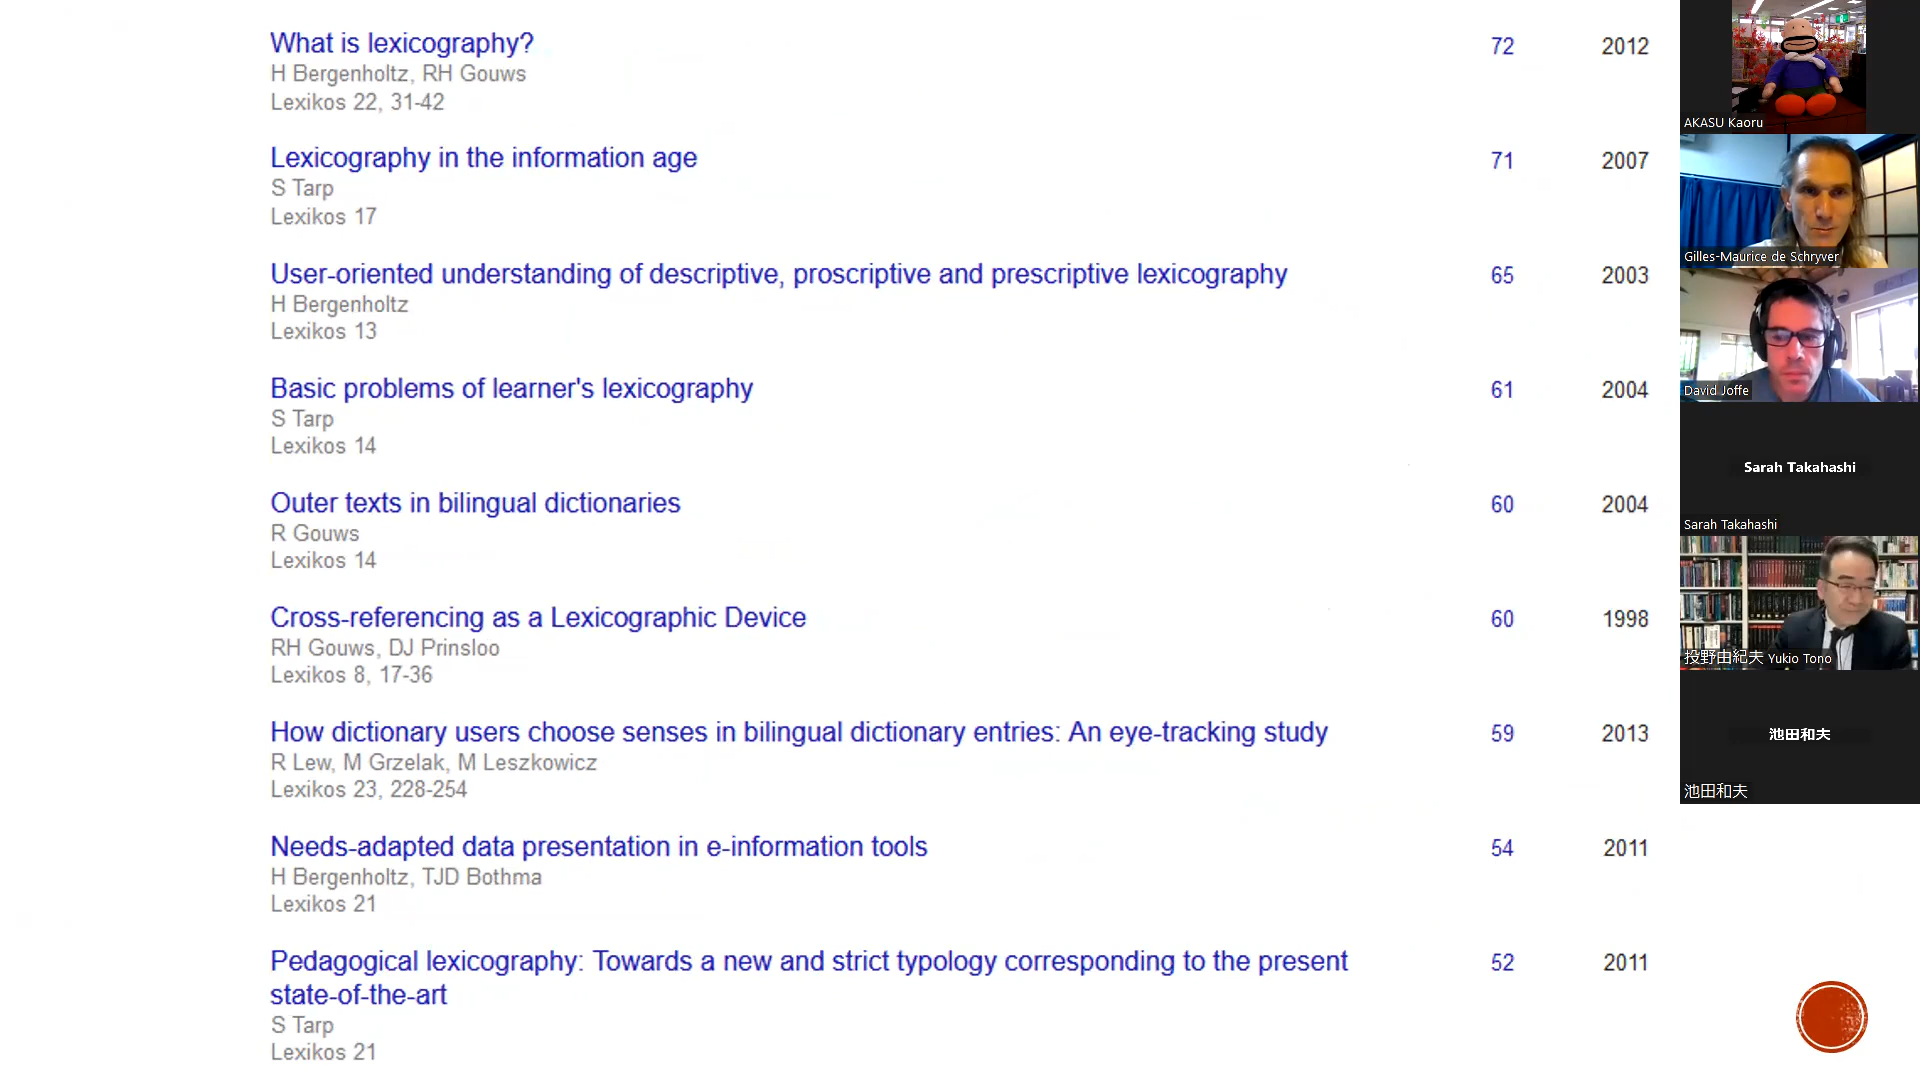 What is lexicography? 72 2012
H Bergenholtz, RH Gouws
Lexikos 22, 31-42
Lexicography in the information age 71 2007
S Tarp
Lexikos 17
User-oriented understanding of descriptive, proscriptive and prescriptive lexicography 65 2003
H Bergenholtz
Lexikos 13
Basic problems of learner's lexicography 61 2004
S Tarp
Lexikos 14
Outer texts in bilingual dictionaries 60 2004
R Gouws
Lexikos 14
Cross-referencing as a Lexicographic Device 60 1998
RH Gouws, DJ Prinsloo
Lexikos 8, 17-36
How dictionary users choose senses in bilingual dictionary entries: An eye-tracking study 59 2013
R Lew, M Grzelak, M Leszkowicz
Lexikos 23, 228-254
Needs-adapted data presentation in e-information tools 54 2011
H Bergenholtz, TJD Bothma
Lexikos 21
Pedagogical lexicography: Towards a new and strict typology corresponding to the present 52 2011
state-of-the-art
S Tarp
Lexikos 21
AKASU Kaoru
Gilles-Maurice de Schryver
David Joffe
Sarah Takahashi
Sarah Takahashi
投野由紀夫 Yukio Tono
池田和夫
池田和夫